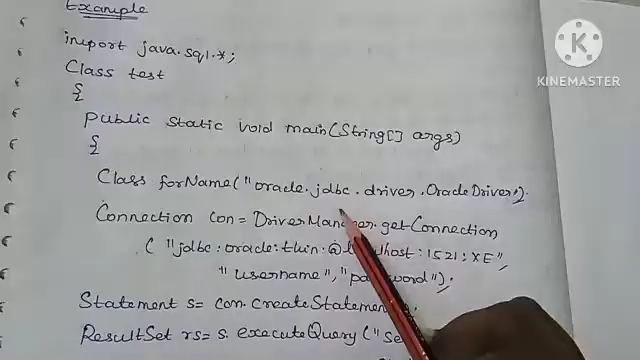 Example
import java.sql.*;
Class test
{
public static void main(String[] args)
{
Class forName("oracle.jdbc.driver.OracleDriver");
Connection con = DriverManager.getConnection
("jdbc:oracle:thin:@localhost:1521:XE",
"username","password");
Statement s= con.createStatement
ResultSet rs= s.executeQuery("se
KINEMASTER